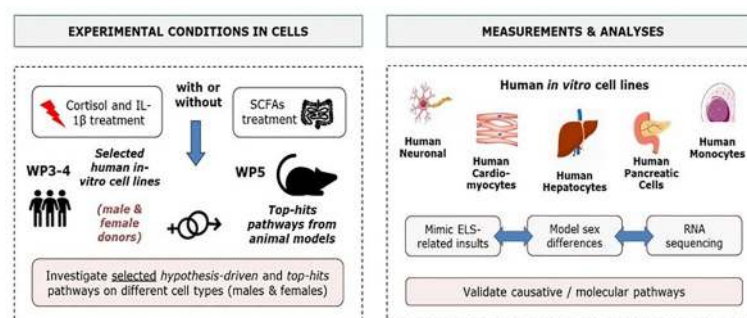 EXPERIMENTAL CONDITIONS IN CELLS
Cortisol and IL-
1β treatment
with or
without
SCFAs
treatment
WP3-4
Selected
human in-
vitro cell lines
(male &
female
donors)
WP5
Top-hits
pathways from
animal models
Investigate selected hypothesis-driven and top-hits
pathways on different cell types (males & females)
MEASUREMENTS & ANALYSES
Human in vitro cell lines
Human
Neuronal
Human
Cardio-
myocytes
Human
Hepatocytes
Human
Pancreatic
Cells
Human
Monocytes
Mimic ELS-
related insults
Model sex
differences
RNA
sequencing
Validate causative / molecular pathways